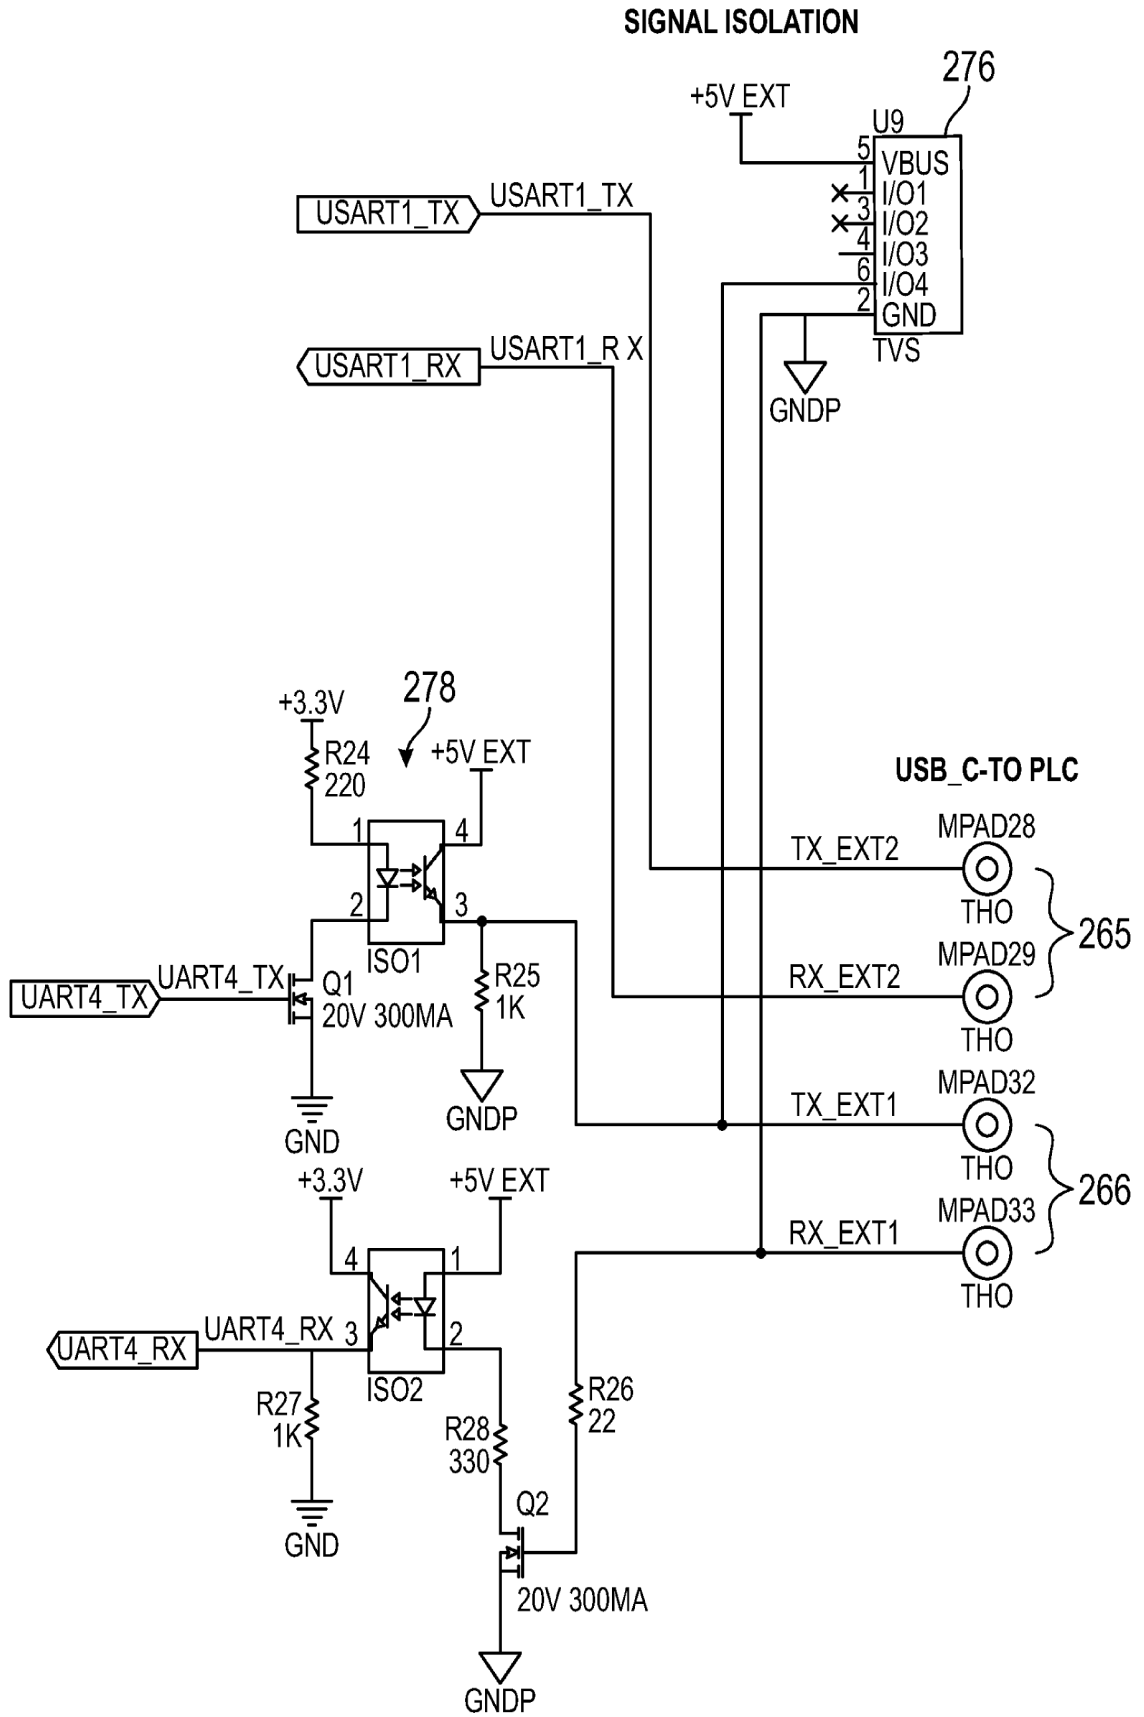 SIGNAL ISOLATION
276
+5V EXT
U9
5 VBUS
1 I/O1
3 I/O2
4 I/O3
6 I/O4
2 GND
TVS
GNDP
USART1_TX USART1_TX
USART1_RX USART1_R X
278
+3.3V
R24
220
+5V EXT
1 4
2 3
ISO1
UART4_TX UART4_TX
Q1
20V 300MA
R25
1K
GND
GNDP
USB_C-TO PLC
MPAD28
TX_EXT2
THO
265
MPAD29
RX_EXT2
THO
MPAD32
TX_EXT1
THO
266
MPAD33
RX_EXT1
THO
+3.3V
+5V EXT
4 1
3 2
UART4_RX UART4_RX
ISO2
R27
1K
GND
R28
330
R26
22
Q2
20V 300MA
GNDP